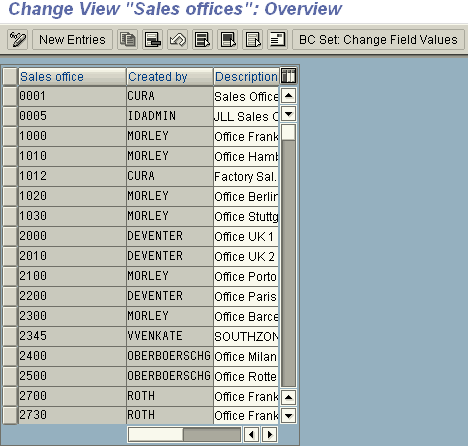 Change View "Sales offices": Overview
New Entries BC Set: Change Field Values
Sales office Created by Description
0001 CURA Sales Office
0005 IDADMIN JLL Sales O
1000 MORLEY Office Frank
1010 MORLEY Office Hamb
1012 CURA Factory Sal.
1020 MORLEY Office Berlin
1030 MORLEY Office Stuttg
2000 DEVENTER Office UK 1
2010 DEVENTER Office UK 2
2100 MORLEY Office Porto
2200 DEVENTER Office Paris
2300 MORLEY Office Barce
2345 VVENKATE SOUTHZON
2400 OBERBOERSCHG Office Milan
2500 OBERBOERSCHG Office Rotte
2700 ROTH Office Frank
2730 ROTH Office Frank